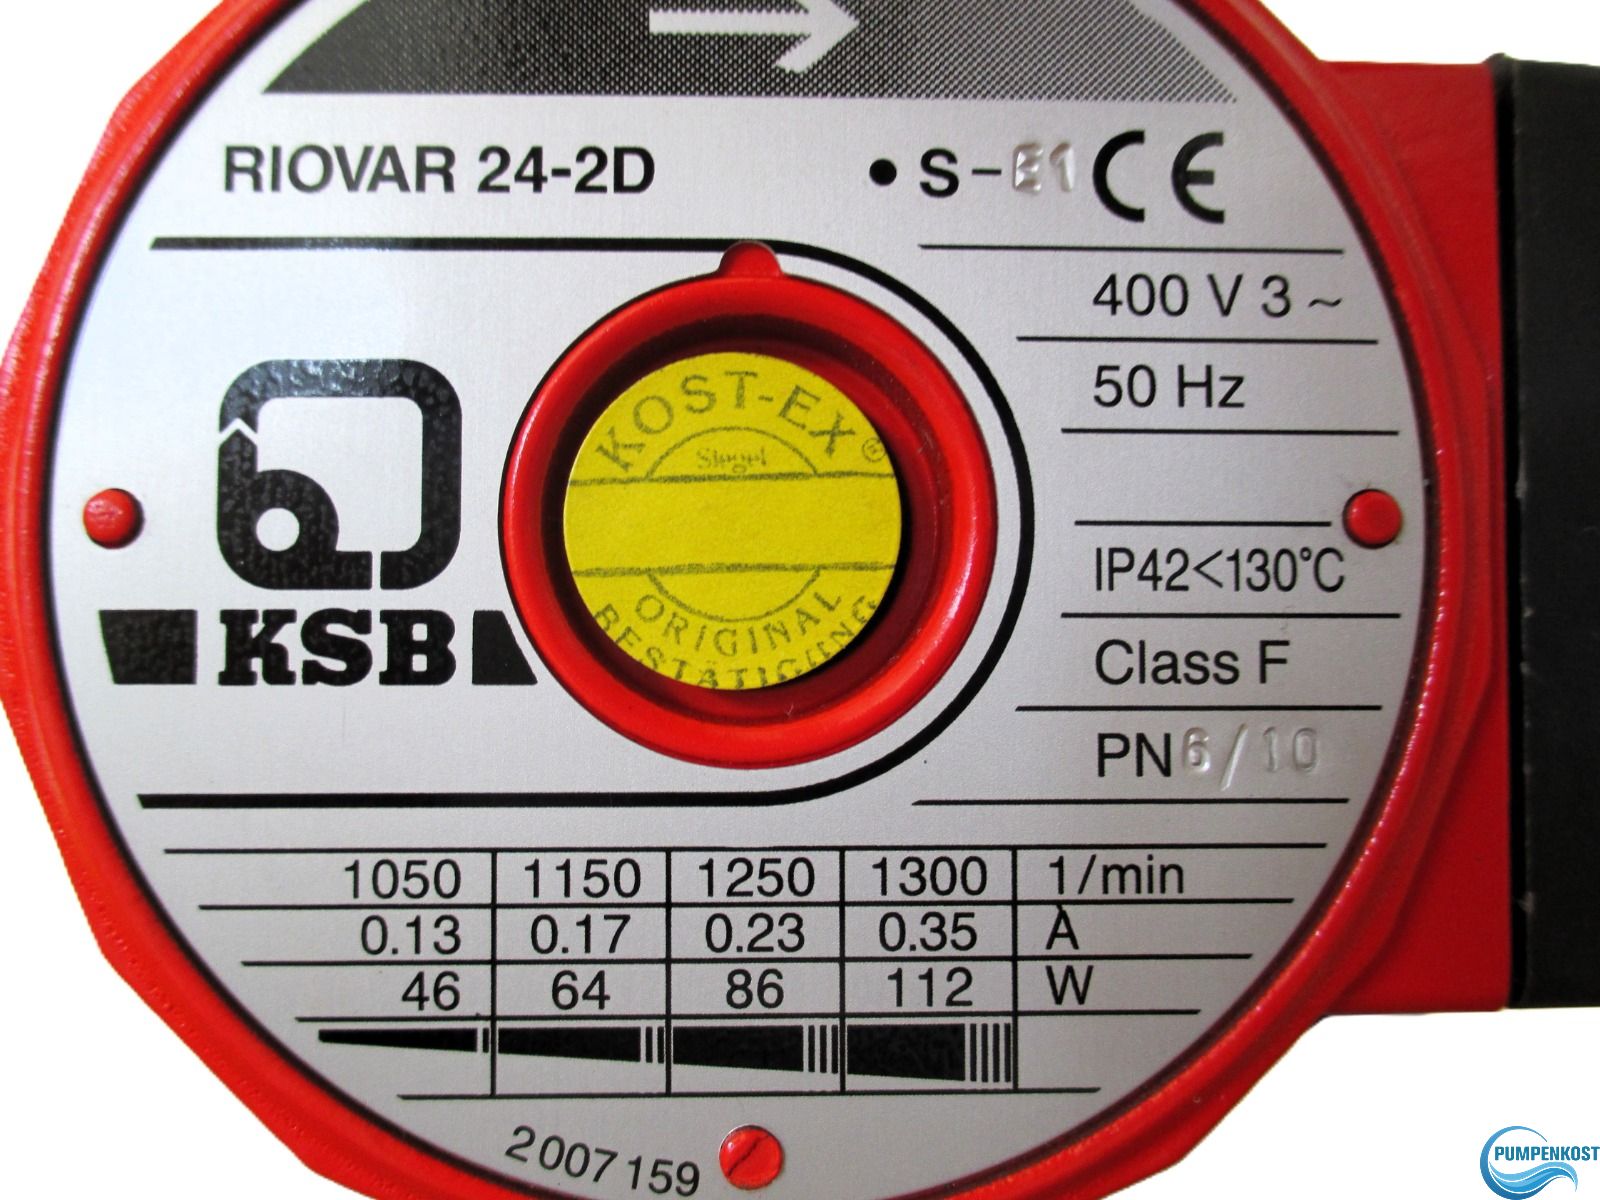 RIOVAR 24-2D •S-E1 CE
400 V 3 ~
50 Hz
KOST-EX ®
ORIGINAL
BESTÄTIGUNG
IP42<130°C
KSB
Class F
PN 6/10
1050 1150 1250 1300 1/min
0.13 0.17 0.23 0.35 A
46 64 86 112 W
2007159
PUMPENKOST